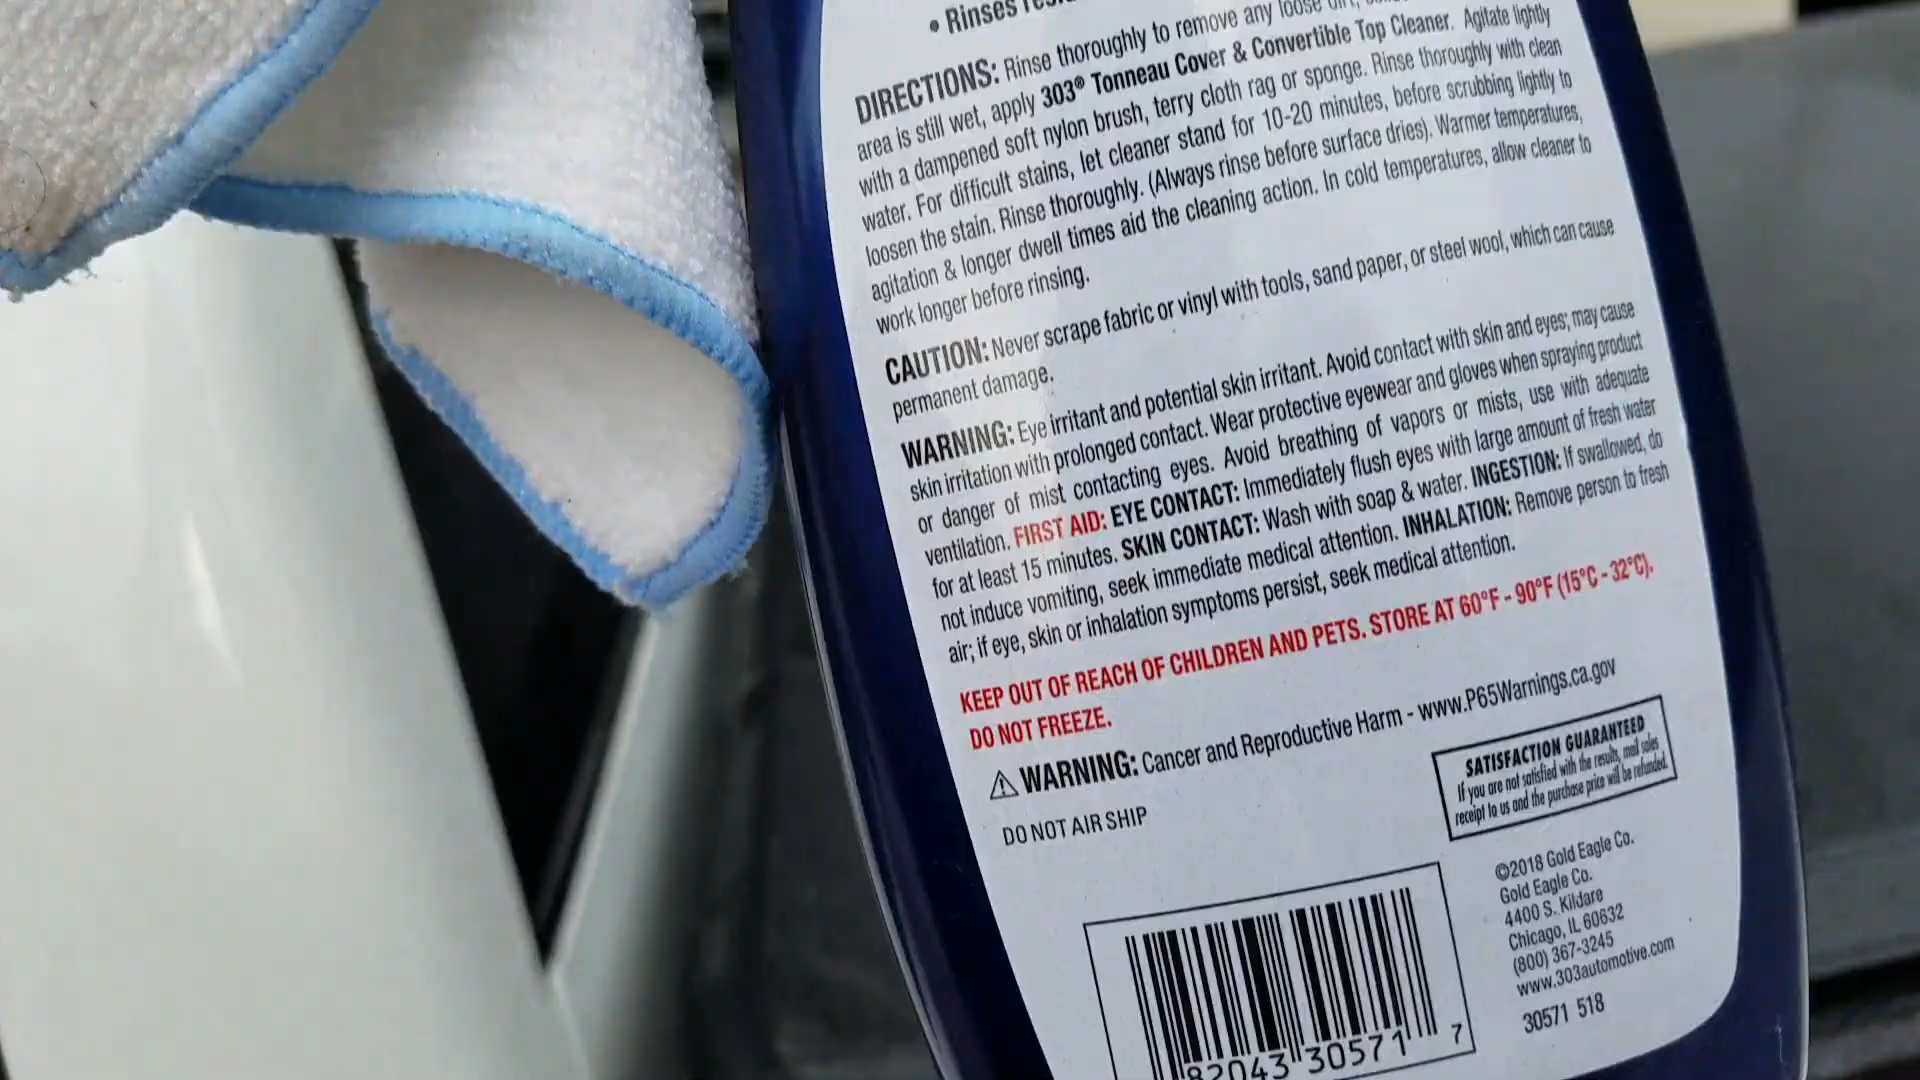 • Rinses
DIRECTIONS: Rinse thoroughly to remove any loose
area is still wet, apply 303® Tonneau Cover & Convertible Top Cleaner. Agitate lightly
with a dampened soft nylon brush, terry cloth rag or sponge. Rinse thoroughly with clean
water. For difficult stains, let cleaner stand for 10-20 minutes, before scrubbing lightly to
loosen the stain. Rinse thoroughly. (Always rinse before surface dries). Warmer temperatures,
agitation & longer dwell times aid the cleaning action. In cold temperatures, allow cleaner to
work longer before rinsing.
CAUTION: Never scrape fabric or vinyl with tools, sand paper, or steel wool, which can cause
permanent damage.
WARNING: Eye irritant and potential skin irritant. Avoid contact with skin and eyes; may cause
skin irritation with prolonged contact. Wear protective eyewear and gloves when spraying product
or danger of mist contacting eyes. Avoid breathing of vapors or mists, use with adequate
ventilation. FIRST AID: EYE CONTACT: Immediately flush eyes with large amount of fresh water
for at least 15 minutes. SKIN CONTACT: Wash with soap & water. INGESTION: If swallowed, do
not induce vomiting, seek immediate medical attention. INHALATION: Remove person to fresh
air; if eye, skin or inhalation symptoms persist, seek medical attention.
KEEP OUT OF REACH OF CHILDREN AND PETS. STORE AT 60°F - 90°F (15°C - 32°C).
DO NOT FREEZE.
WARNING: Cancer and Reproductive Harm - www.P65Warnings.ca.gov
DO NOT AIR SHIP
SATISFACTION GUARANTEED
If you are not satisfied with the results, mail sales
receipt to us and the purchase price will be refunded.
©2018 Gold Eagle Co.
Gold Eagle Co.
4400 S. Kildare
Chicago, IL 60632
(800) 367-3245
www.303automotive.com
30571 518
82043 30571 7